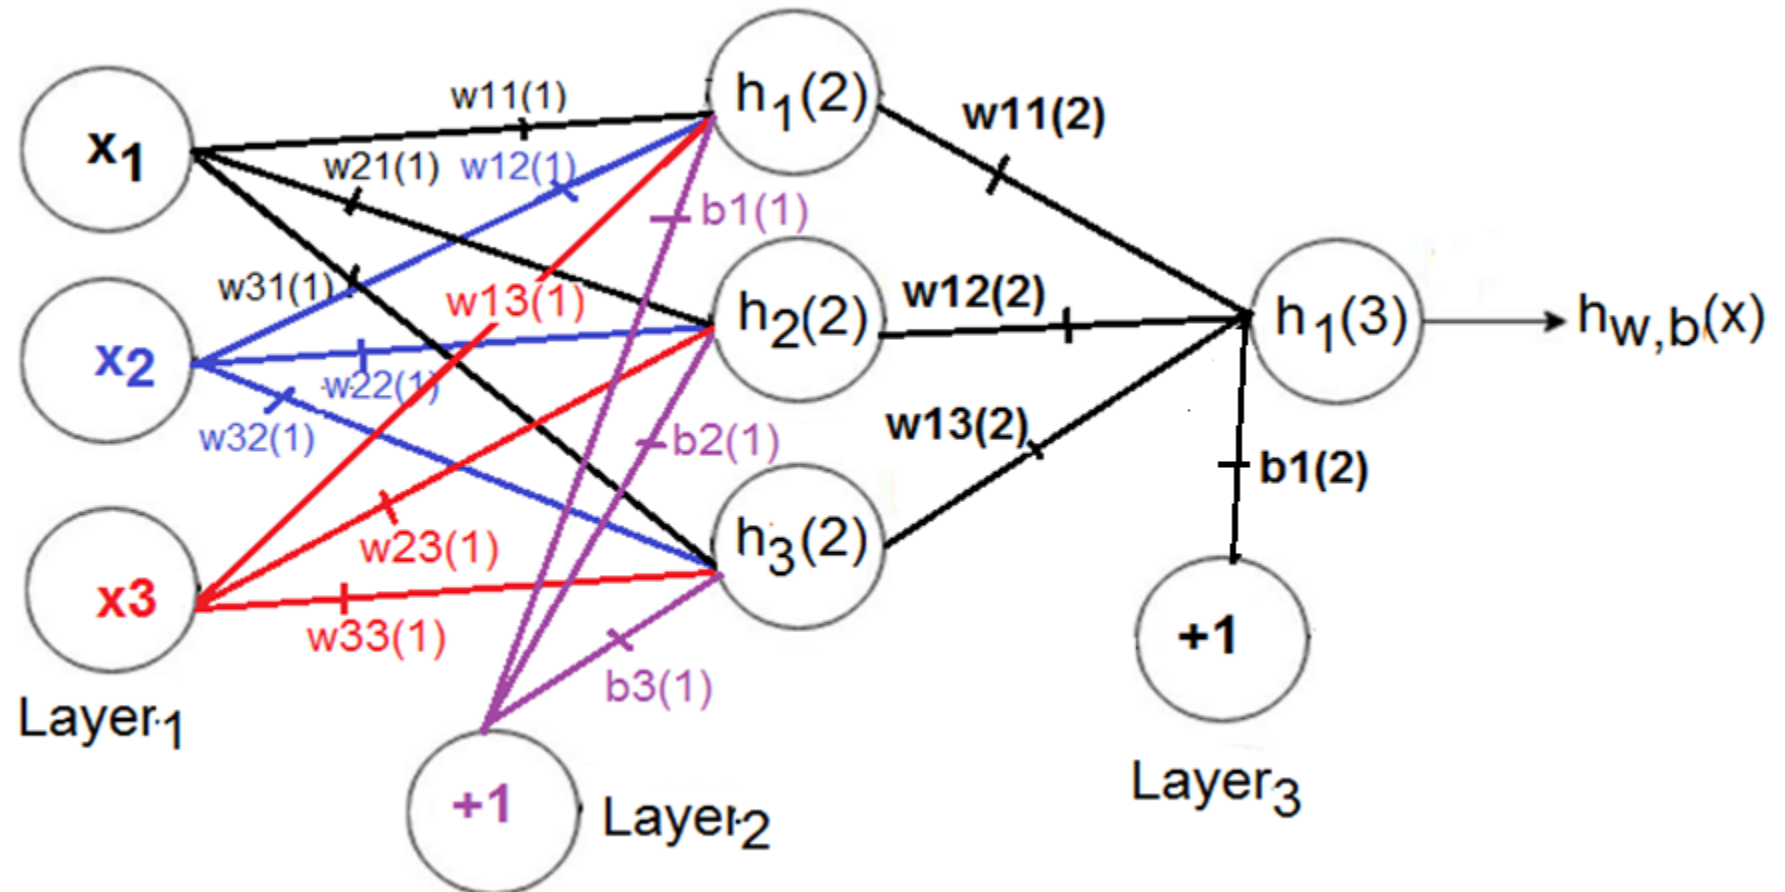 h1(2)
w11(1)
w11(2)
x1
w21(1) w12(1)
b1(1)
w31(1)
w13(1)
w12(2)
h2(2)
h1(3)
hw,b(x)
x2
w22(1)
w32(1)
b2(1)
w13(2)
b1(2)
h3(2)
w23(1)
x3
w33(1)
+1
b3(1)
Layer1
Layer3
+1
Layer2